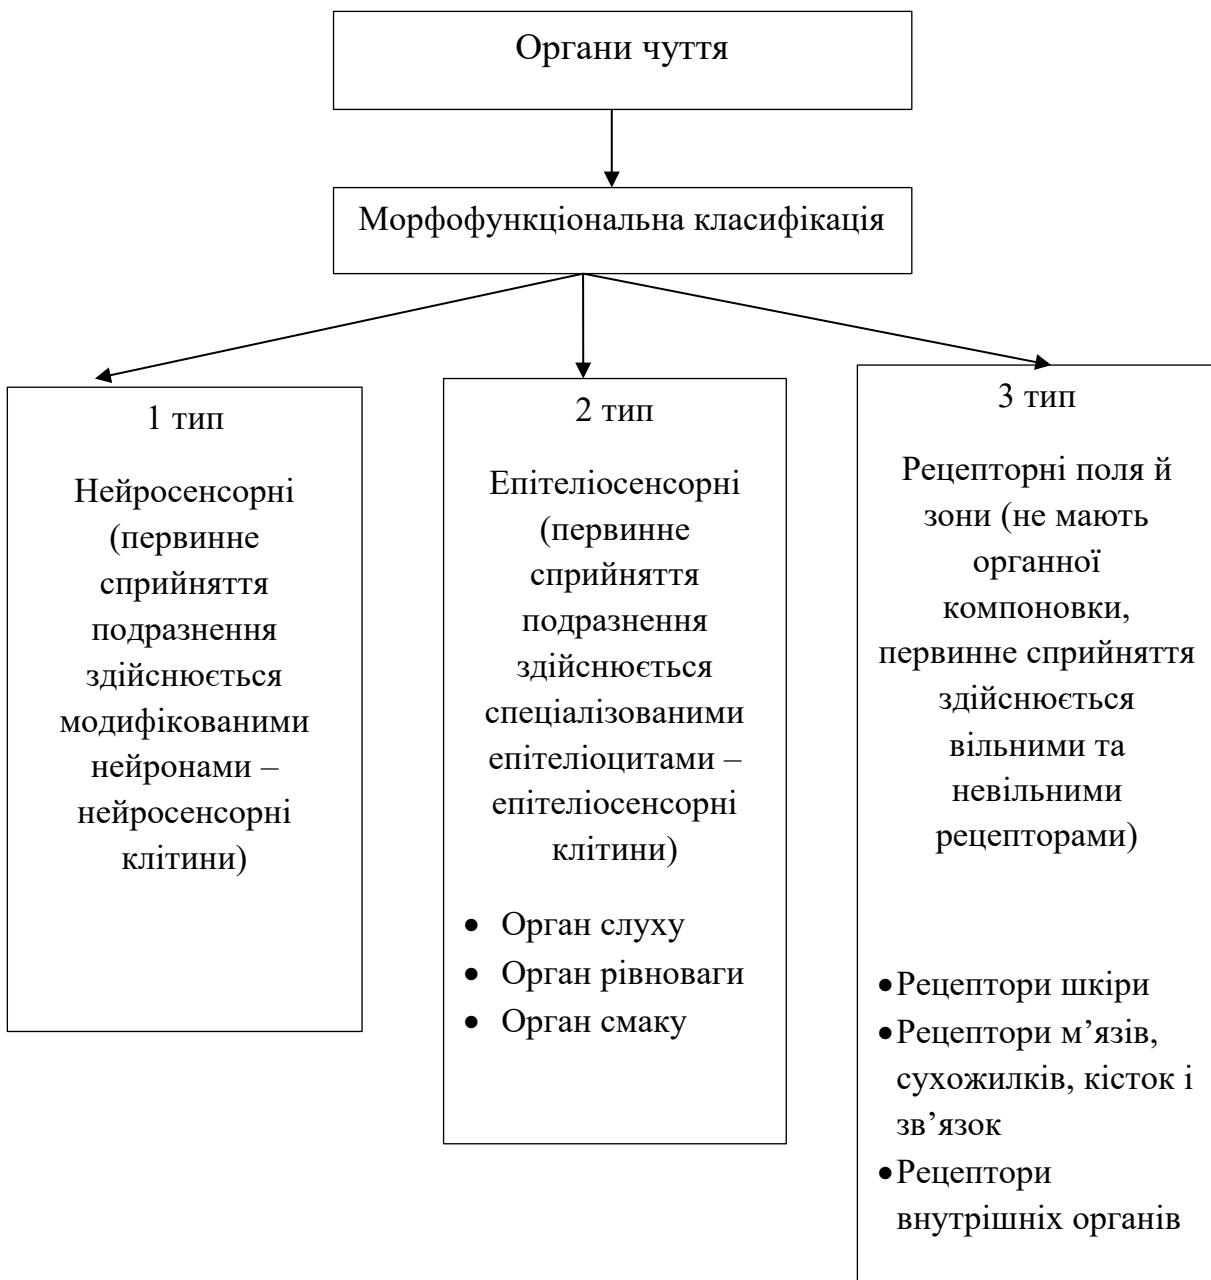 Органи чуття
Морфофункціональна класифікація
1 тип
Нейросенсорні
(первинне
сприйняття
подразнення
здійснюється
модифікованими
нейронами –
нейросенсорні
клітини)
2 тип
Епітеліосенсорні
(первинне
сприйняття
подразнення
здійснюється
спеціалізованими
епітеліоцитами –
епітеліосенсорні
клітини)
• Орган слуху
• Орган рівноваги
• Орган смаку
3 тип
Рецепторні поля й
зони (не мають
органної
компоновки,
первинне сприйняття
здійснюється
вільними та
невільними
рецепторами)
• Рецептори шкіри
• Рецептори м’язів,
сухожилків, кісток і
зв’язок
• Рецептори
внутрішніх органів